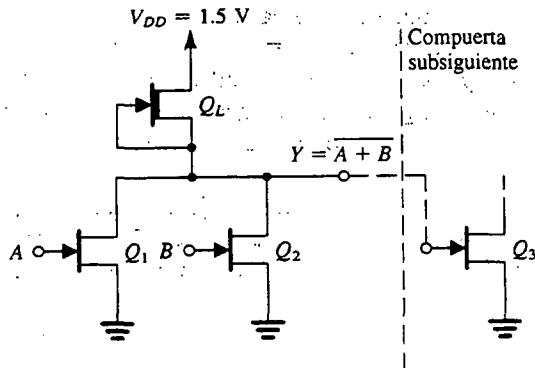 V_DD = 1.5 V
Compuerta
subsiguiente
Q_L
Y = \overline{A + B}
A
Q_1
B
Q_2
Q_3